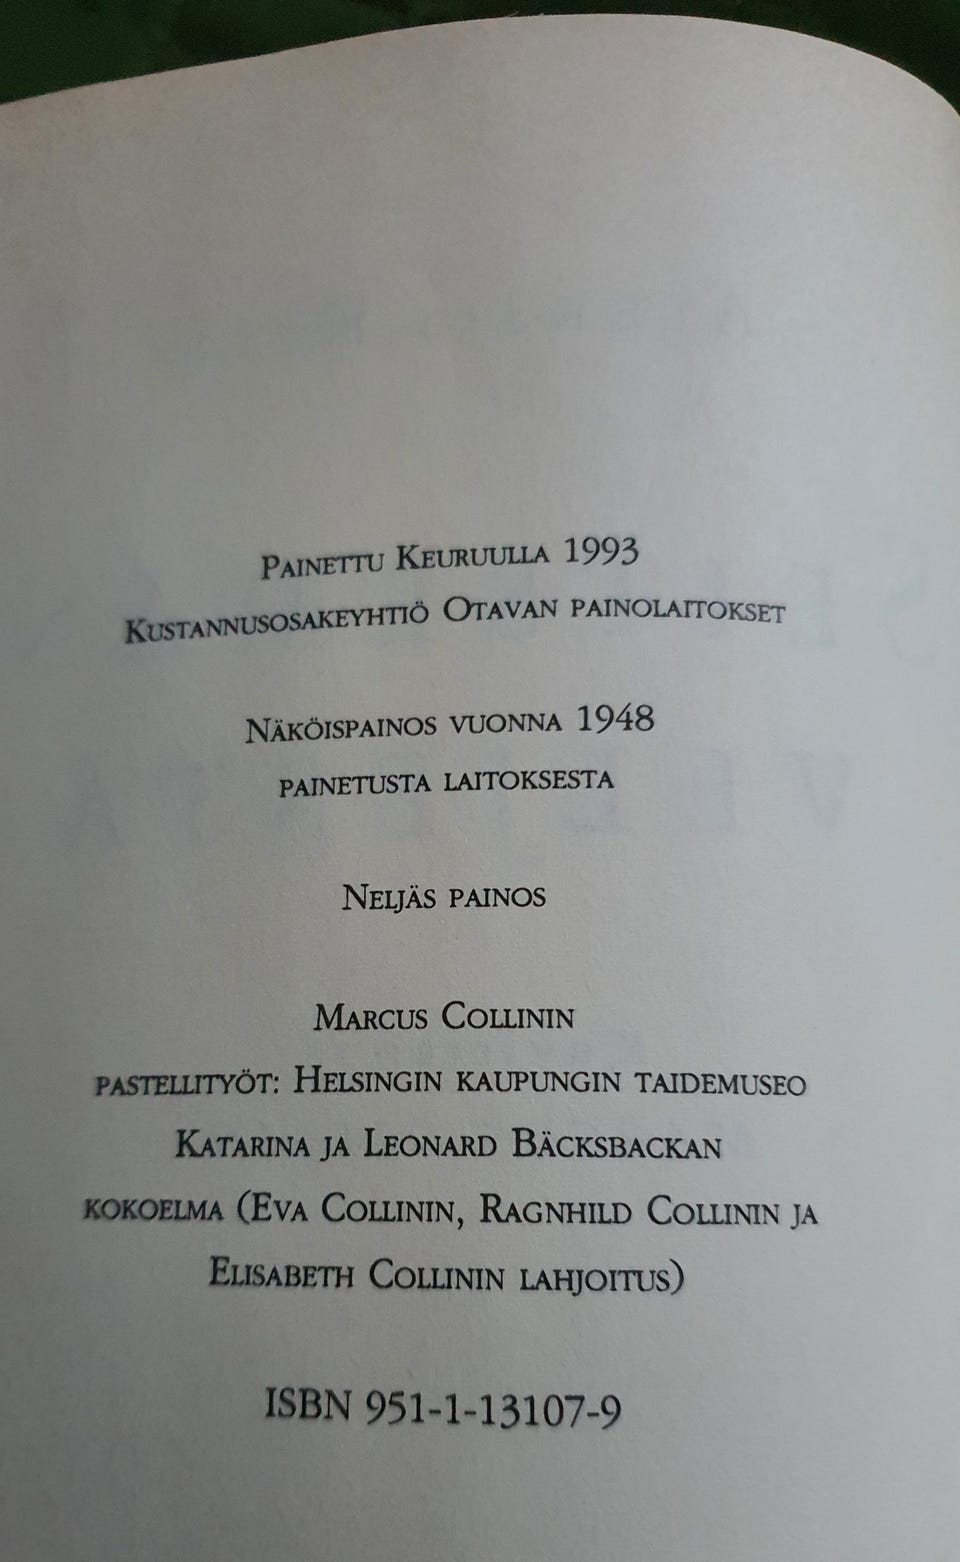 Painettu Keuruulla 1993
Kustannusosakeyhtiö Otavan painolaitokset
Näköispainos vuonna 1948
painetusta laitoksesta
Neljäs painos
Marcus Collinin
pastellityöt: Helsingin kaupungin taidemuseo
Katarina ja Leonard Bäcksbackan
kokoelma (Eva Collinin, Ragnhild Collinin ja
Elisabeth Collinin lahjoitus)
ISBN 951-1-13107-9